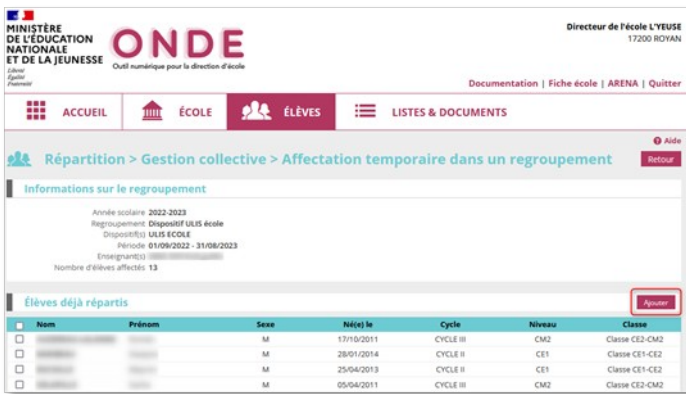 MINISTÈRE
DE L'ÉDUCATION
NATIONALE
ET DE LA JEUNESSE
Liberté
Égalité
Fraternité
ONDE
Outil numérique pour la direction d'école
Directeur de l'école L'YEUSE
17200 ROYAN
Documentation | Fiche école | ARENA | Quitter
ACCUEIL ÉCOLE ÉLÈVES LISTES & DOCUMENTS
Aide
Répartition > Gestion collective > Affectation temporaire dans un regroupement Retour
Informations sur le regroupement
Année scolaire 2022-2023
Regroupement Dispositif ULIS école
Dispositif(s) ULIS ECOLE
Période 01/09/2022 - 31/08/2023
Enseignant(s)
Nombre d'élèves affectés 13
Élèves déjà répartis Ajouter
Nom Prénom Sexe Né(e) le Cycle Niveau Classe
M 17/10/2011 CYCLE III CM2 Classe CE2-CM2
M 28/01/2014 CYCLE II CE1 Classe CE1-CE2
M 25/04/2013 CYCLE II CE1 Classe CE1-CE2
M 05/04/2011 CYCLE III CM2 Classe CE2-CM2